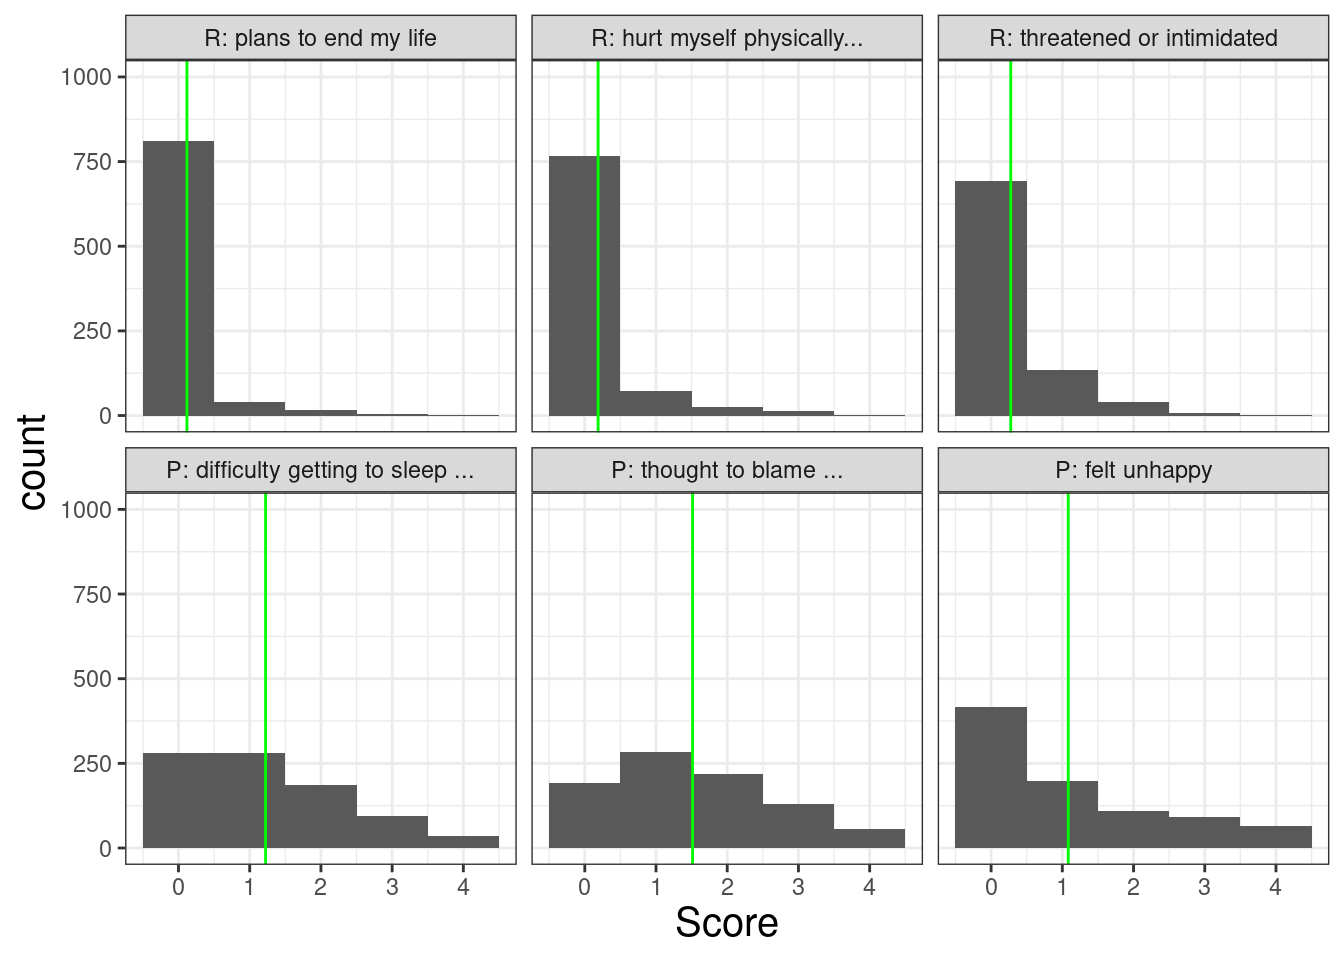 R: plans to end my life
R: hurt myself physically...
R: threatened or intimidated
1000
750
500
250
0
count
P: difficulty getting to sleep ...
P: thought to blame ...
P: felt unhappy
1000
750
500
250
0
0 1 2 3 4
0 1 2 3 4
0 1 2 3 4
Score